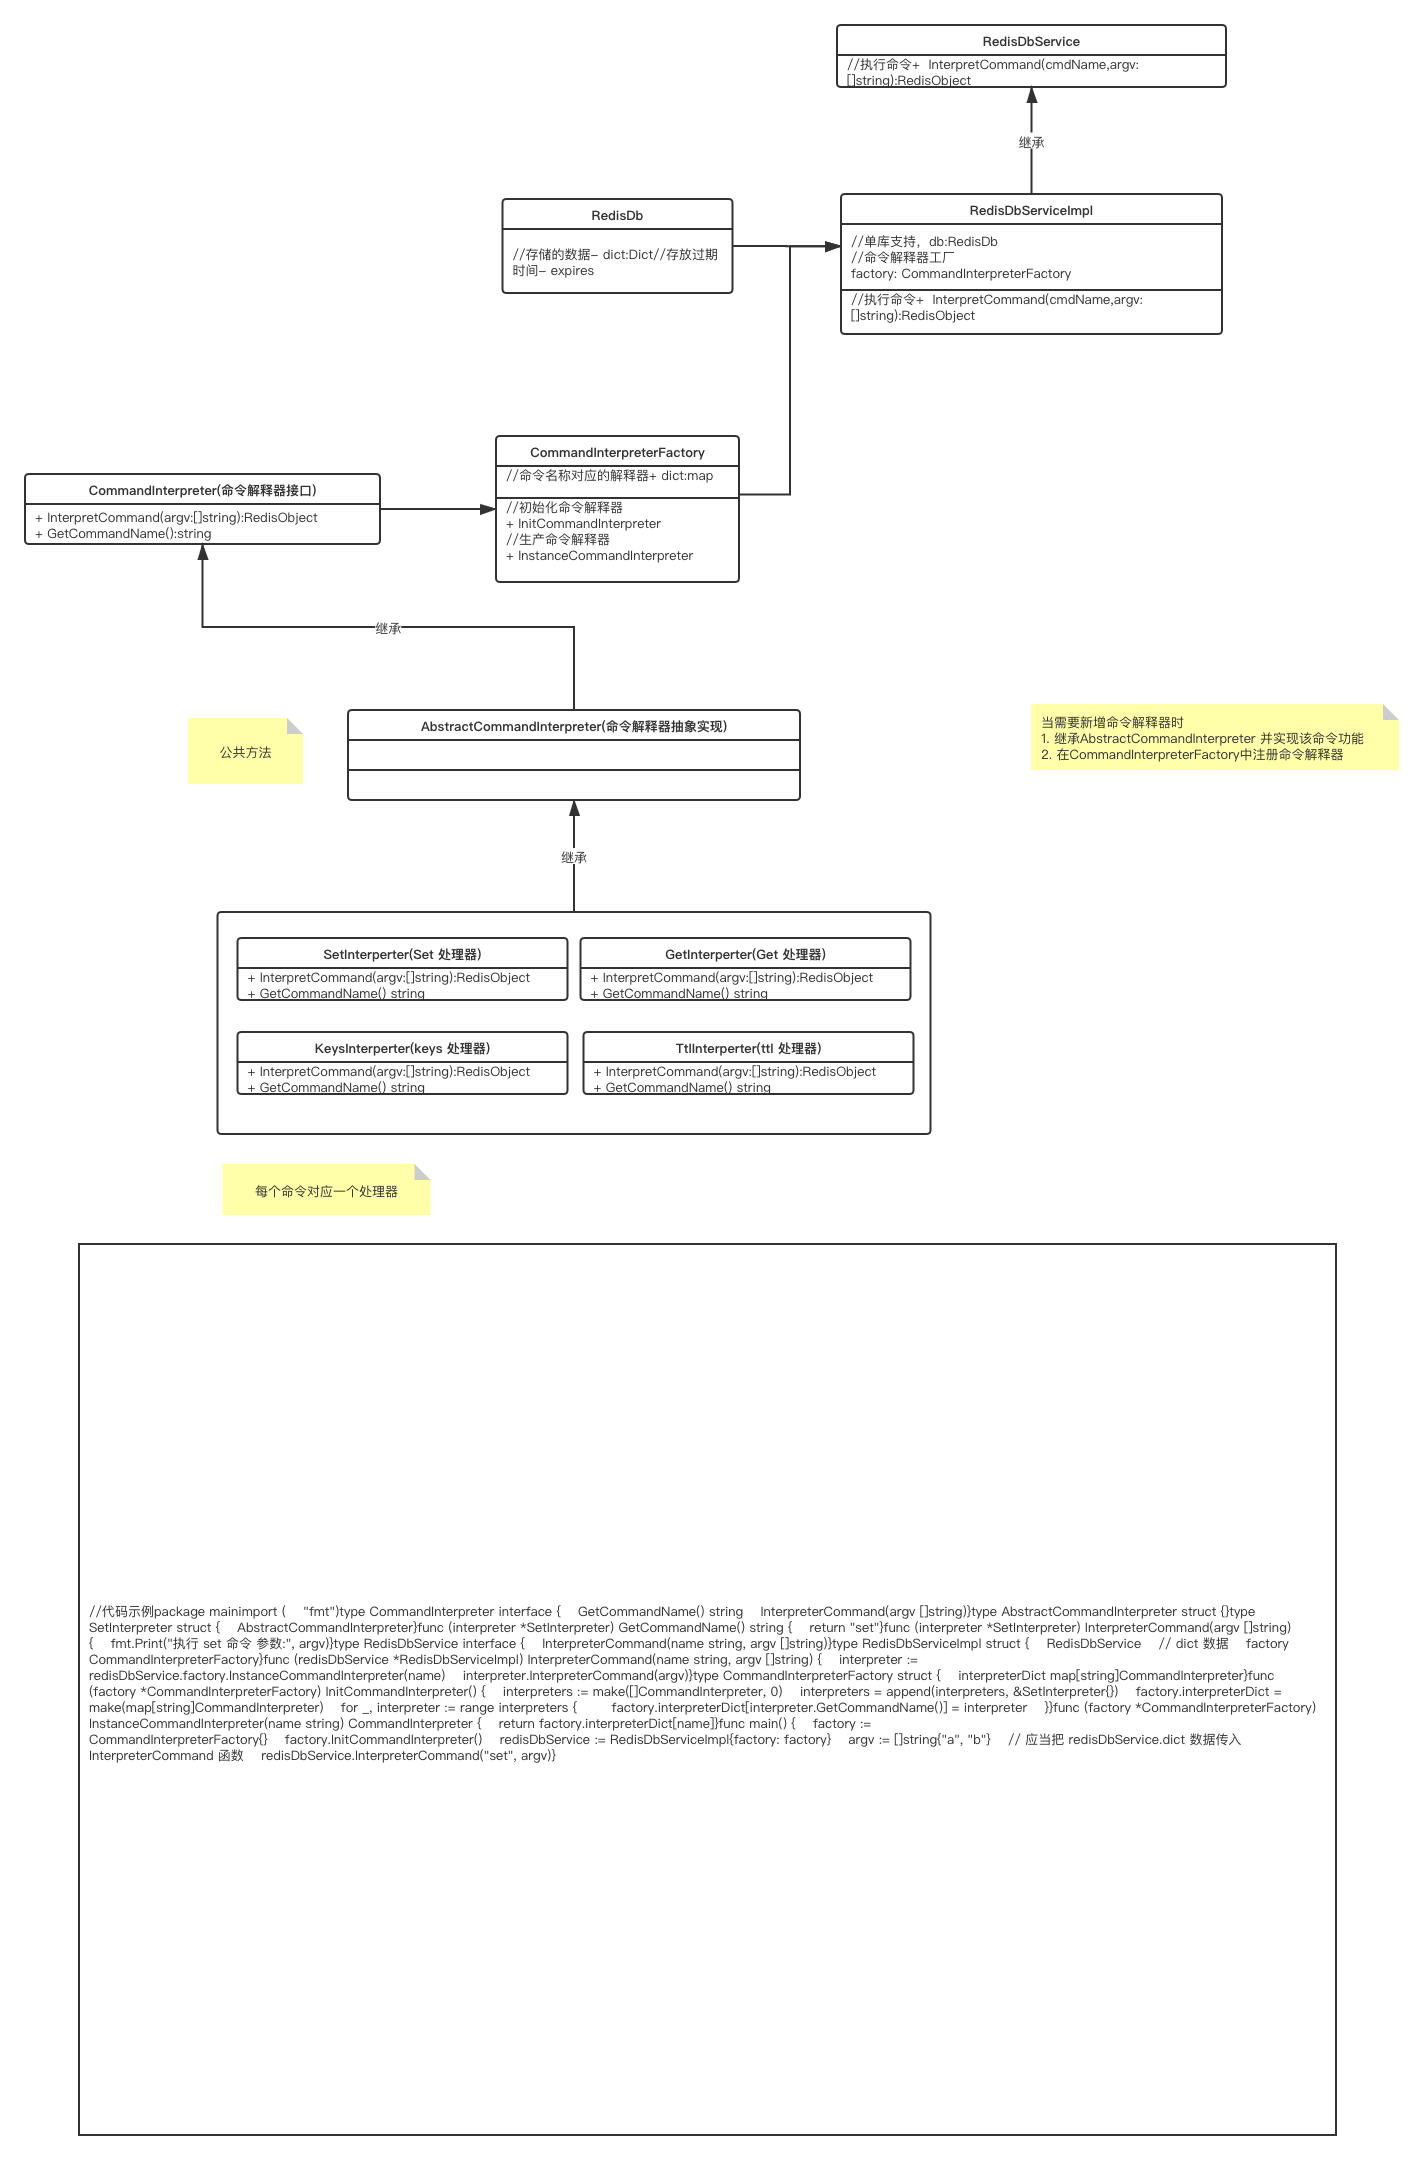 RedisDbService
//执行命令+  InterpretCommand(cmdName,argv:
[]string):RedisObject
继承
RedisDb
//存储的数据- dict:Dict//存放过期
时间- expires
RedisDbServiceImpl
//单库支持，db:RedisDb
//命令解释器工厂
factory: CommandInterpreterFactory
//执行命令+  InterpretCommand(cmdName,argv:
[]string):RedisObject
CommandInterpreterFactory
//命令名称对应的解释器+ dict:map
//初始化命令解释器
+ InitCommandInterpreter
//生产命令解释器
+ InstanceCommandInterpreter
CommandInterpreter(命令解释器接口)
+ InterpretCommand(argv:[]string):RedisObject
+ GetCommandName():string
继承
AbstractCommandInterpreter(命令解释器抽象实现)
公共方法
当需要新增命令解释器时
1. 继承AbstractCommandInterpreter 并实现该命令功能
2. 在CommandInterpreterFactory中注册命令解释器
继承
SetInterperter(Set 处理器)
+ InterpretCommand(argv:[]string):RedisObject
+ GetCommandName() string
GetInterperter(Get 处理器)
+ InterpretCommand(argv:[]string):RedisObject
+ GetCommandName() string
KeysInterperter(keys 处理器)
+ InterpretCommand(argv:[]string):RedisObject
+ GetCommandName() string
TtlInterperter(ttl 处理器)
+ InterpretCommand(argv:[]string):RedisObject
+ GetCommandName() string
每个命令对应一个处理器
//代码示例package mainimport (    "fmt")type CommandInterpreter interface {    GetCommandName() string    InterpreterCommand(argv []string)}type AbstractCommandInterpreter struct {}type
SetInterpreter struct {    AbstractCommandInterpreter}func (interpreter *SetInterpreter) GetCommandName() string {    return "set"}func (interpreter *SetInterpreter) InterpreterCommand(argv []string)
{    fmt.Print("执行 set 命令 参数:", argv)}type RedisDbService interface {    InterpreterCommand(name string, argv []string)}type RedisDbServiceImpl struct {    RedisDbService    // dict 数据    factory
CommandInterpreterFactory}func (redisDbService *RedisDbServiceImpl) InterpreterCommand(name string, argv []string) {    interpreter :=
redisDbService.factory.InstanceCommandInterpreter(name)    interpreter.InterpreterCommand(argv)}type CommandInterpreterFactory struct {    interpreterDict map[string]CommandInterpreter}func
(factory *CommandInterpreterFactory) InitCommandInterpreter() {    interpreters := make([]CommandInterpreter, 0)    interpreters = append(interpreters, &SetInterpreter{})    factory.interpreterDict =
make(map[string]CommandInterpreter)    for _, interpreter := range interpreters {        factory.interpreterDict[interpreter.GetCommandName()] = interpreter    }}func (factory *CommandInterpreterFactory)
InstanceCommandInterpreter(name string) CommandInterpreter {    return factory.interpreterDict[name]}func main() {    factory :=
CommandInterpreterFactory{}    factory.InitCommandInterpreter()    redisDbService := RedisDbServiceImpl{factory: factory}    argv := []string{"a", "b"}    // 应当把 redisDbService.dict 数据传入
InterpreterCommand 函数    redisDbService.InterpreterCommand("set", argv)}